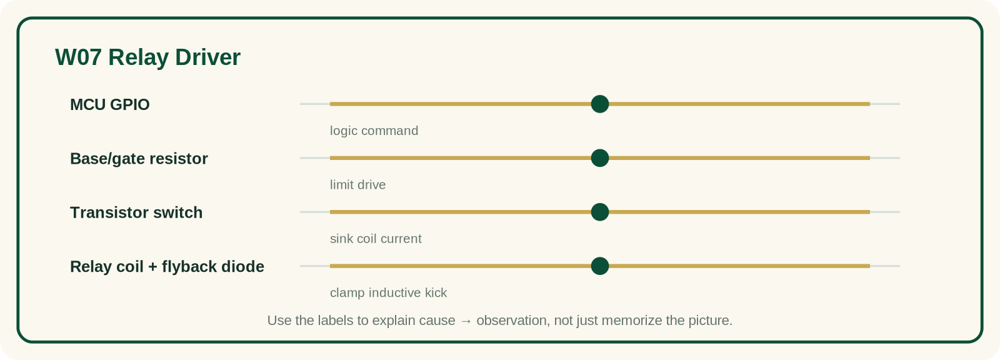 W07 Relay Driver
MCU GPIO
logic command
Base/gate resistor
limit drive
Transistor switch
sink coil current
Relay coil + flyback diode
clamp inductive kick
Use the labels to explain cause → observation, not just memorize the picture.